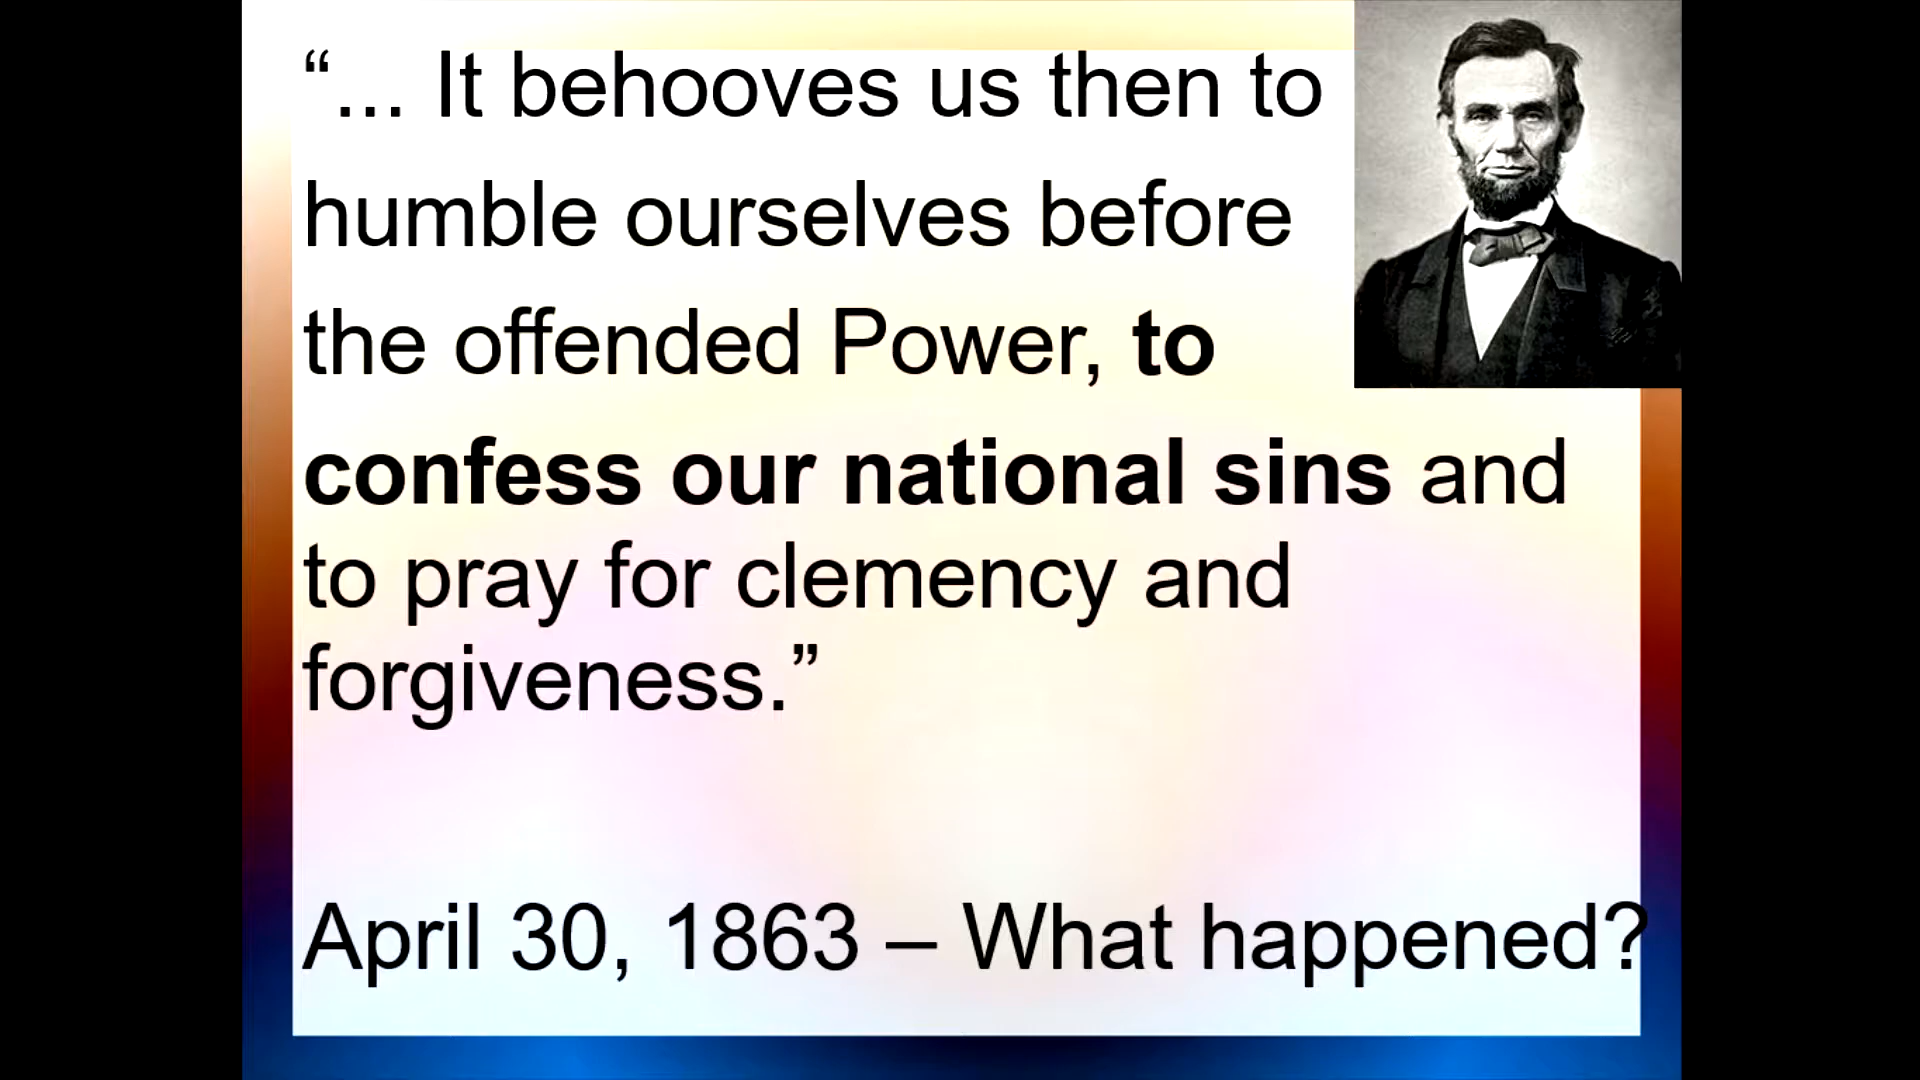 “... It behooves us then to
humble ourselves before
the offended Power, to
confess our national sins and
to pray for clemency and
forgiveness.”
April 30, 1863 – What happened?